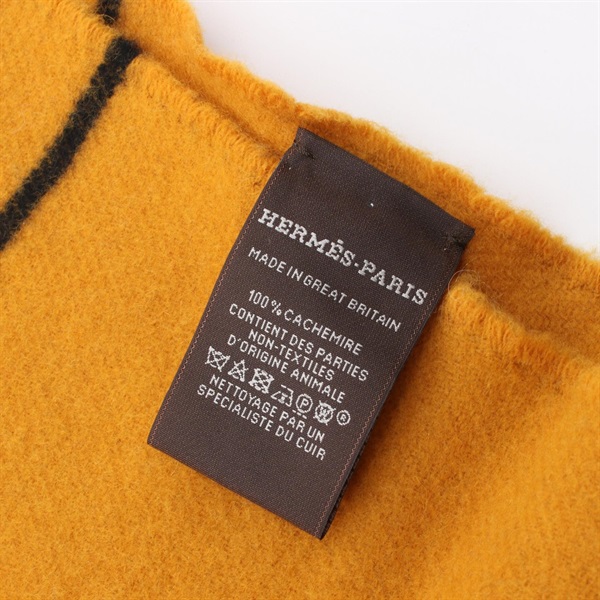 HERMĒS-PARIS
MADE IN GREAT BRITAIN
100% CACHEMIRE
CONTIENT DES PARTIES
NON-TEXTILES
D'ORIGINE ANIMALE
P W
NETTOYAGE PAR UN
SPECIALISTE DU CUIR